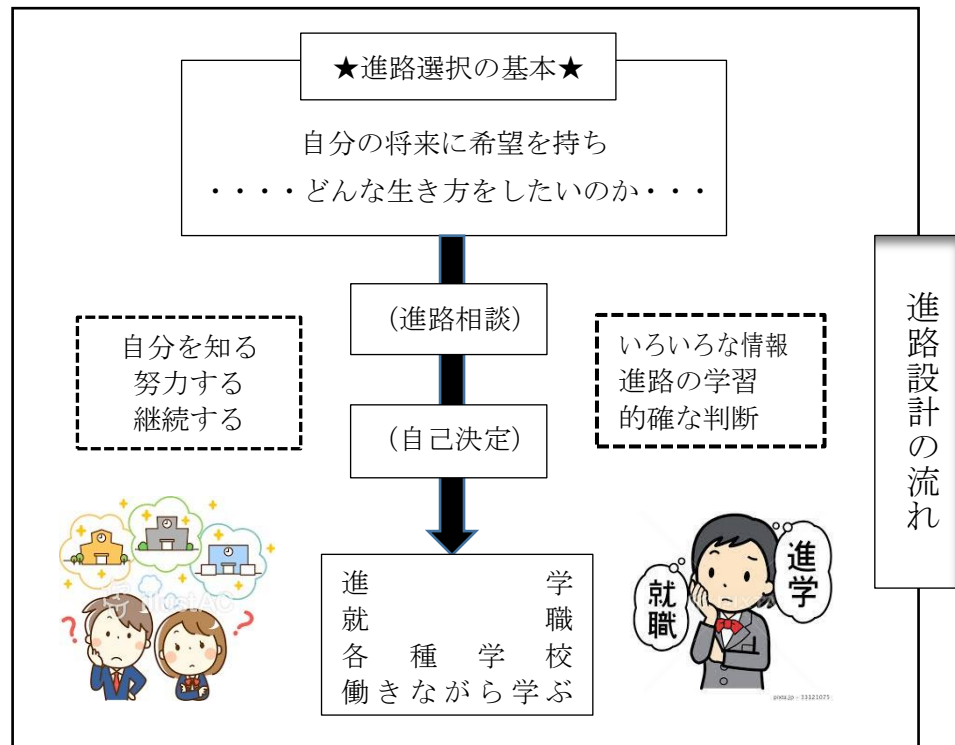 ★進路選択の基本★
自分の将来に希望を持ち
・・・・どんな生き方をしたいのか・・・
(進路相談)
自分を知る
努力する
継続する
いろいろな情報
進路の学習
的確な判断
(自己決定)
進路設計の流れ
進学
就職
?
?
進学
就職
各種学校
働きながら学ぶ
pixta.jp - 33121075